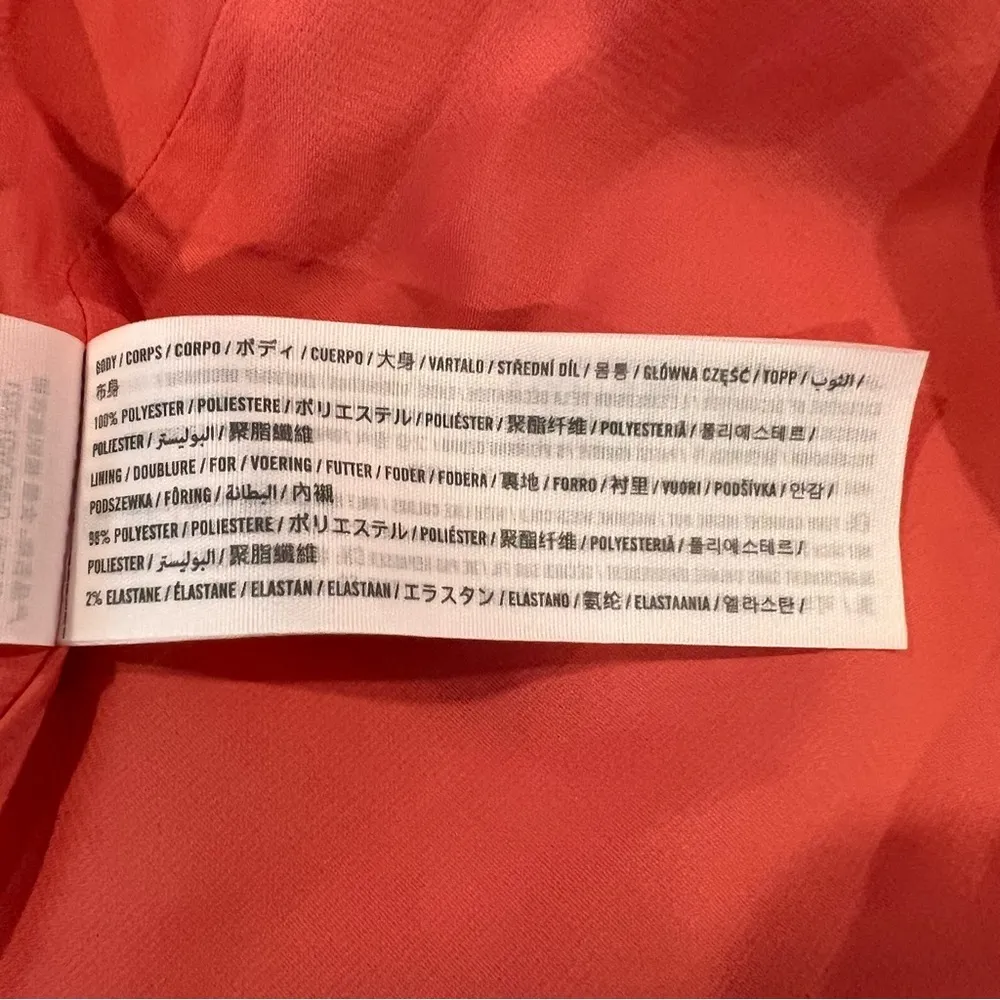 BODY / CORPS / CORPO / ボディ / CUERPO / 大身 / VARTALO / STŘEDNÍ DÍL / 몸통 / GŁÓWNA CZĘŚĆ / TOPP / الثوب /
布身
100% POLYESTER / POLIESTERE / ポリエステル / POLIÉSTER / 聚酯纤维 / POLYESTERIÄ / 폴리에스테르 /
POLIESTER / البوليستر / 聚脂纖維
LINING / DOUBLURE / FOR / VOERING / FUTTER / FODER / FODERA / 裏地 / FORRO / 衬里 / VUORI / PODŠÍVKA / 안감 /
PODSZEWKA / FÔRING / البطانة / 內襯
98% POLYESTER / POLIESTERE / ポリエステル / POLIÉSTER / 聚酯纤维 / POLYESTERIÄ / 폴리에스테르 /
POLIESTER / البوليستر / 聚脂纖維
2% ELASTANE / ÉLASTANE / ELASTAN / ELASTAAN / エラスタン / ELASTANO / 氨纶 / ELASTAANIA / 엘라스탄 /